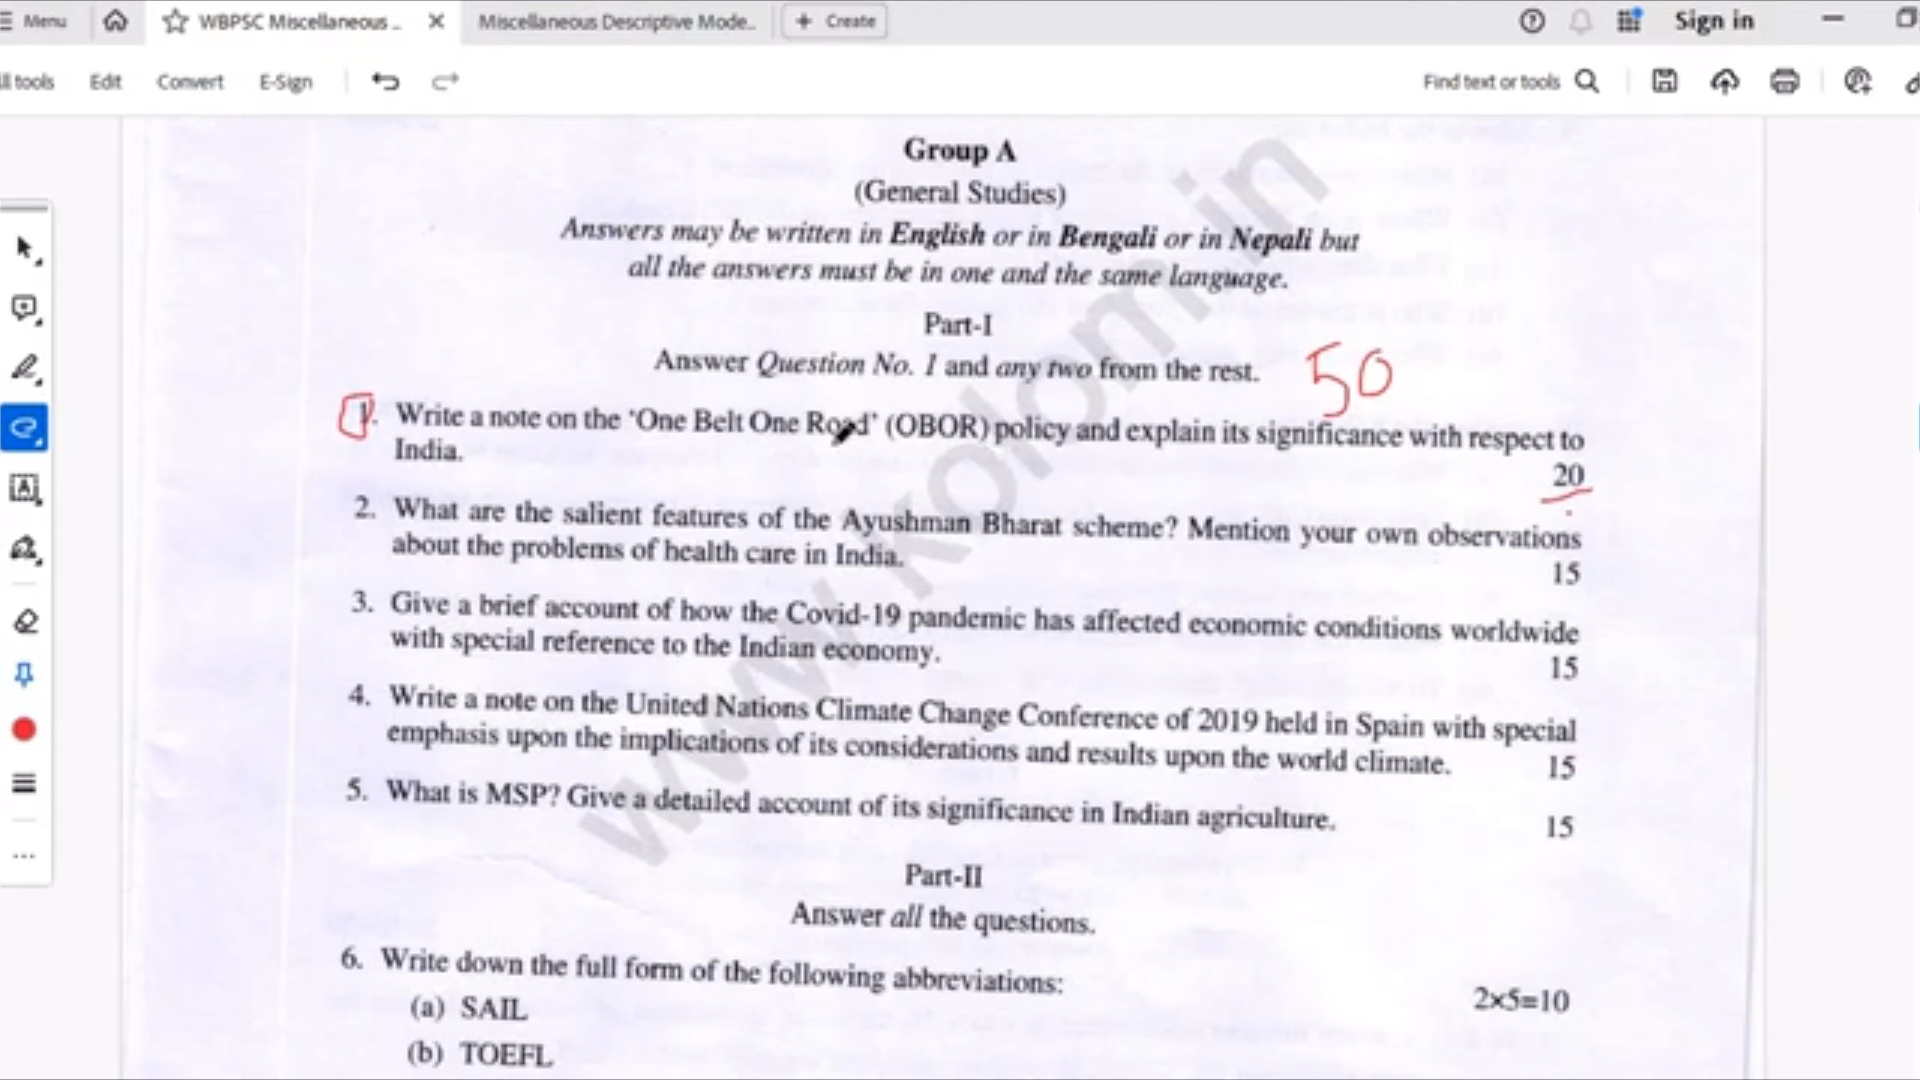 Menu
WBPSC Miscellaneous ..
Miscellaneous Descriptive Mode..
+ Create
Sign in
ll tools
Edit
Convert
E-Sign
Find text or tools
Group A
(General Studies)
Answers may be written in English or in Bengali or in Nepali but
all the answers must be in one and the same language.
Part-I
Answer Question No. 1 and any two from the rest.
50
1. Write a note on the ‘One Belt One Road’ (OBOR) policy and explain its significance with respect to
India.
20
2. What are the salient features of the Ayushman Bharat scheme? Mention your own observations
about the problems of health care in India.
15
3. Give a brief account of how the Covid-19 pandemic has affected economic conditions worldwide
with special reference to the Indian economy.
15
4. Write a note on the United Nations Climate Change Conference of 2019 held in Spain with special
emphasis upon the implications of its considerations and results upon the world climate.
15
5. What is MSP? Give a detailed account of its significance in Indian agriculture.
15
Part-II
Answer all the questions.
6. Write down the full form of the following abbreviations:
2×5=10
(a) SAIL
(b) TOEFL
www.kolom.in